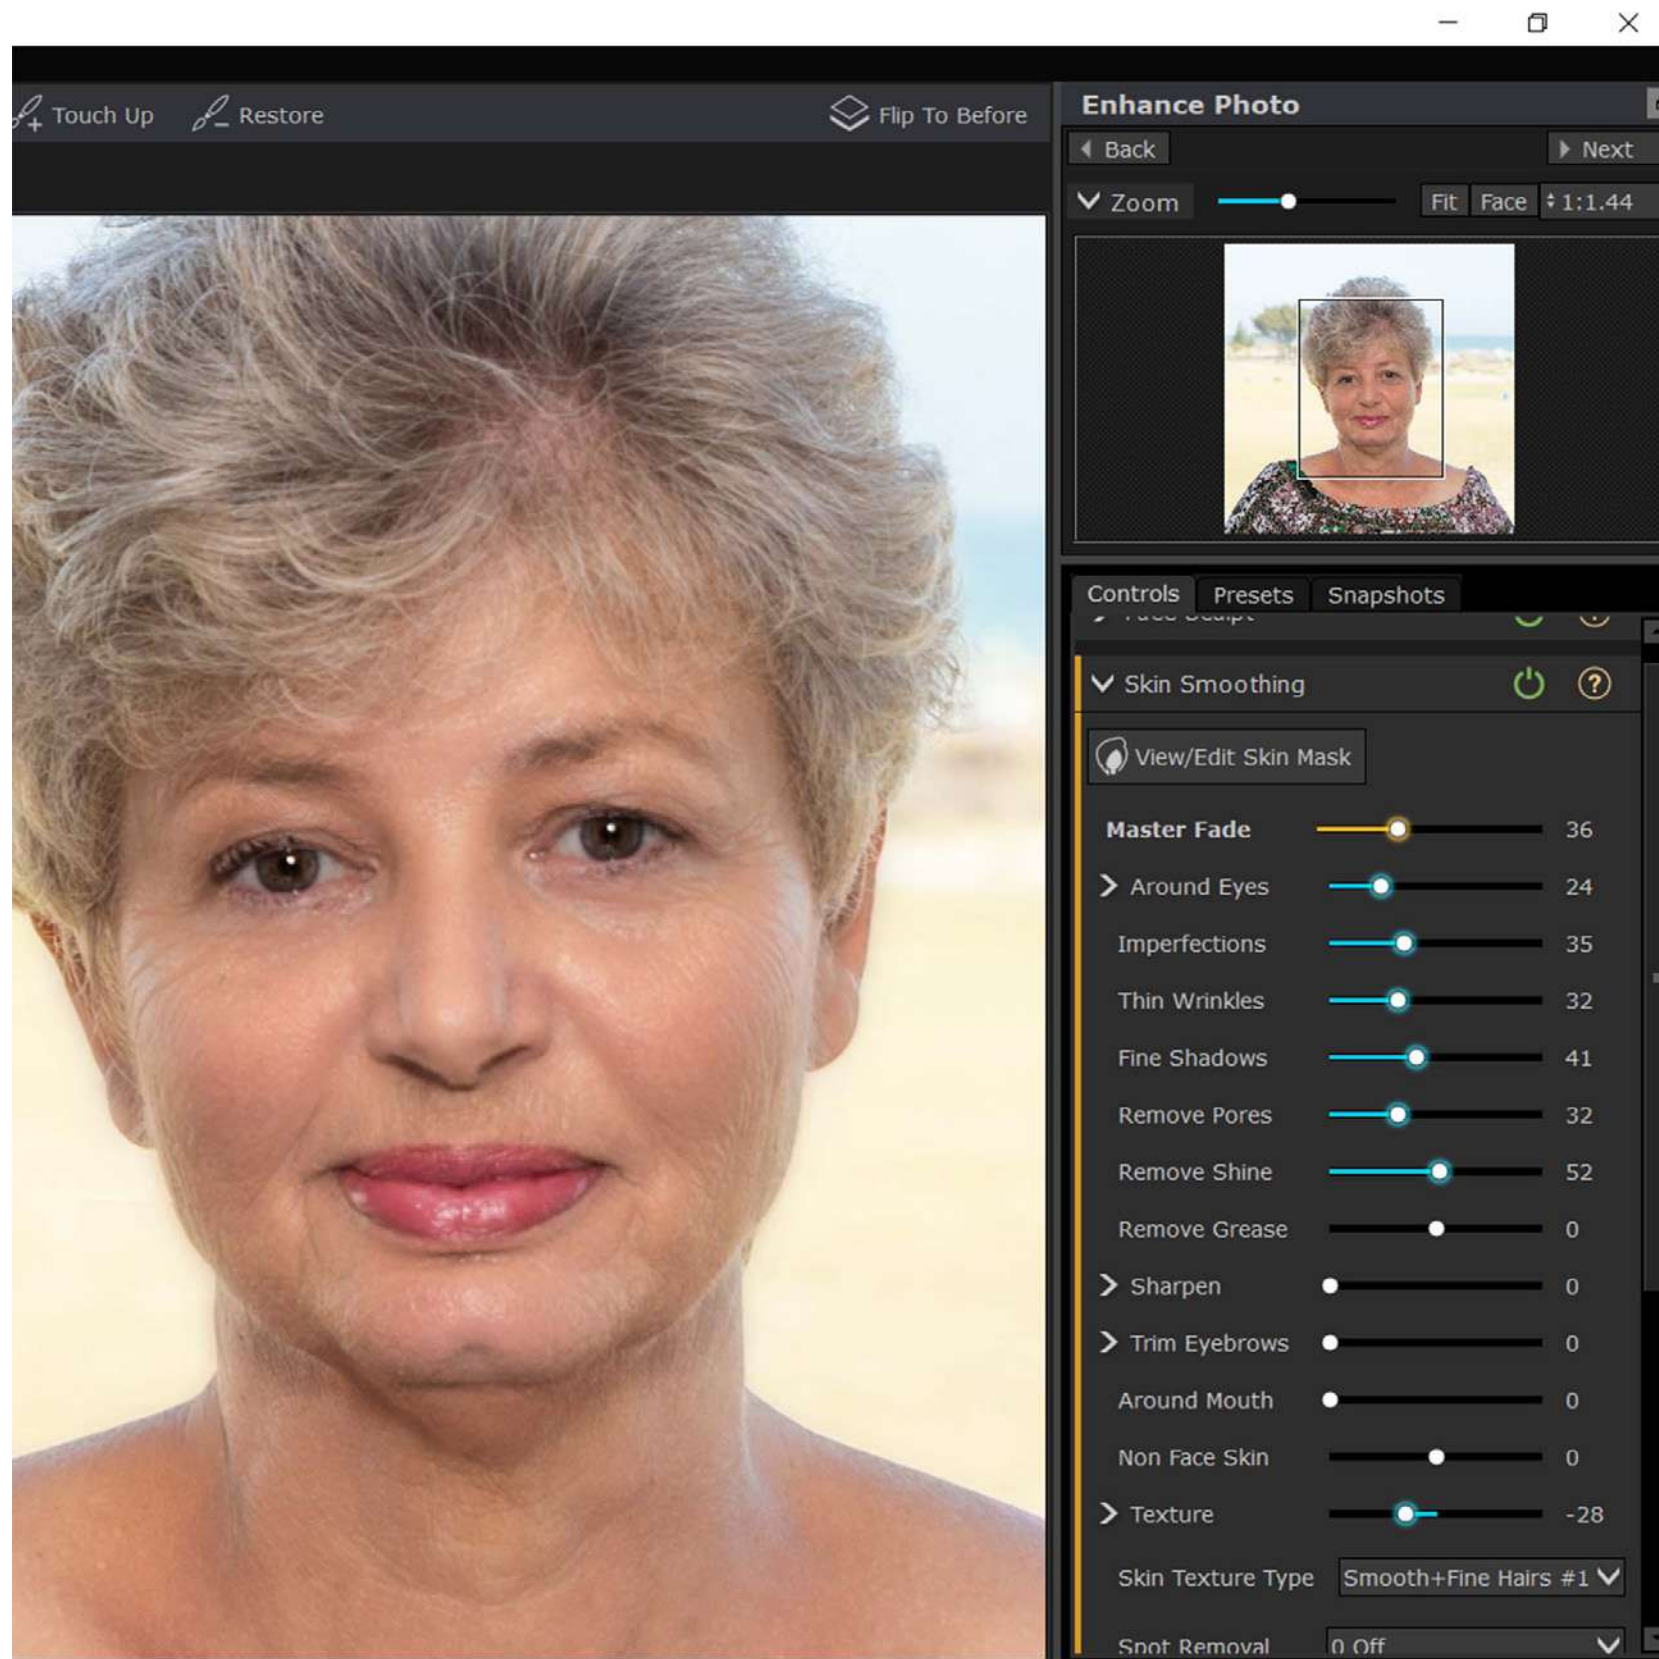 Touch Up Restore Flip To Before
Enhance Photo
Back Next
Zoom Fit Face 1:1.44
Controls Presets Snapshots
Face Sculpt
Skin Smoothing ?
View/Edit Skin Mask
Master Fade 36
Around Eyes 24
Imperfections 35
Thin Wrinkles 32
Fine Shadows 41
Remove Pores 32
Remove Shine 52
Remove Grease 0
Sharpen 0
Trim Eyebrows 0
Around Mouth 0
Non Face Skin 0
Texture -28
Skin Texture Type Smooth+Fine Hairs #1
Spot Removal 0 Off